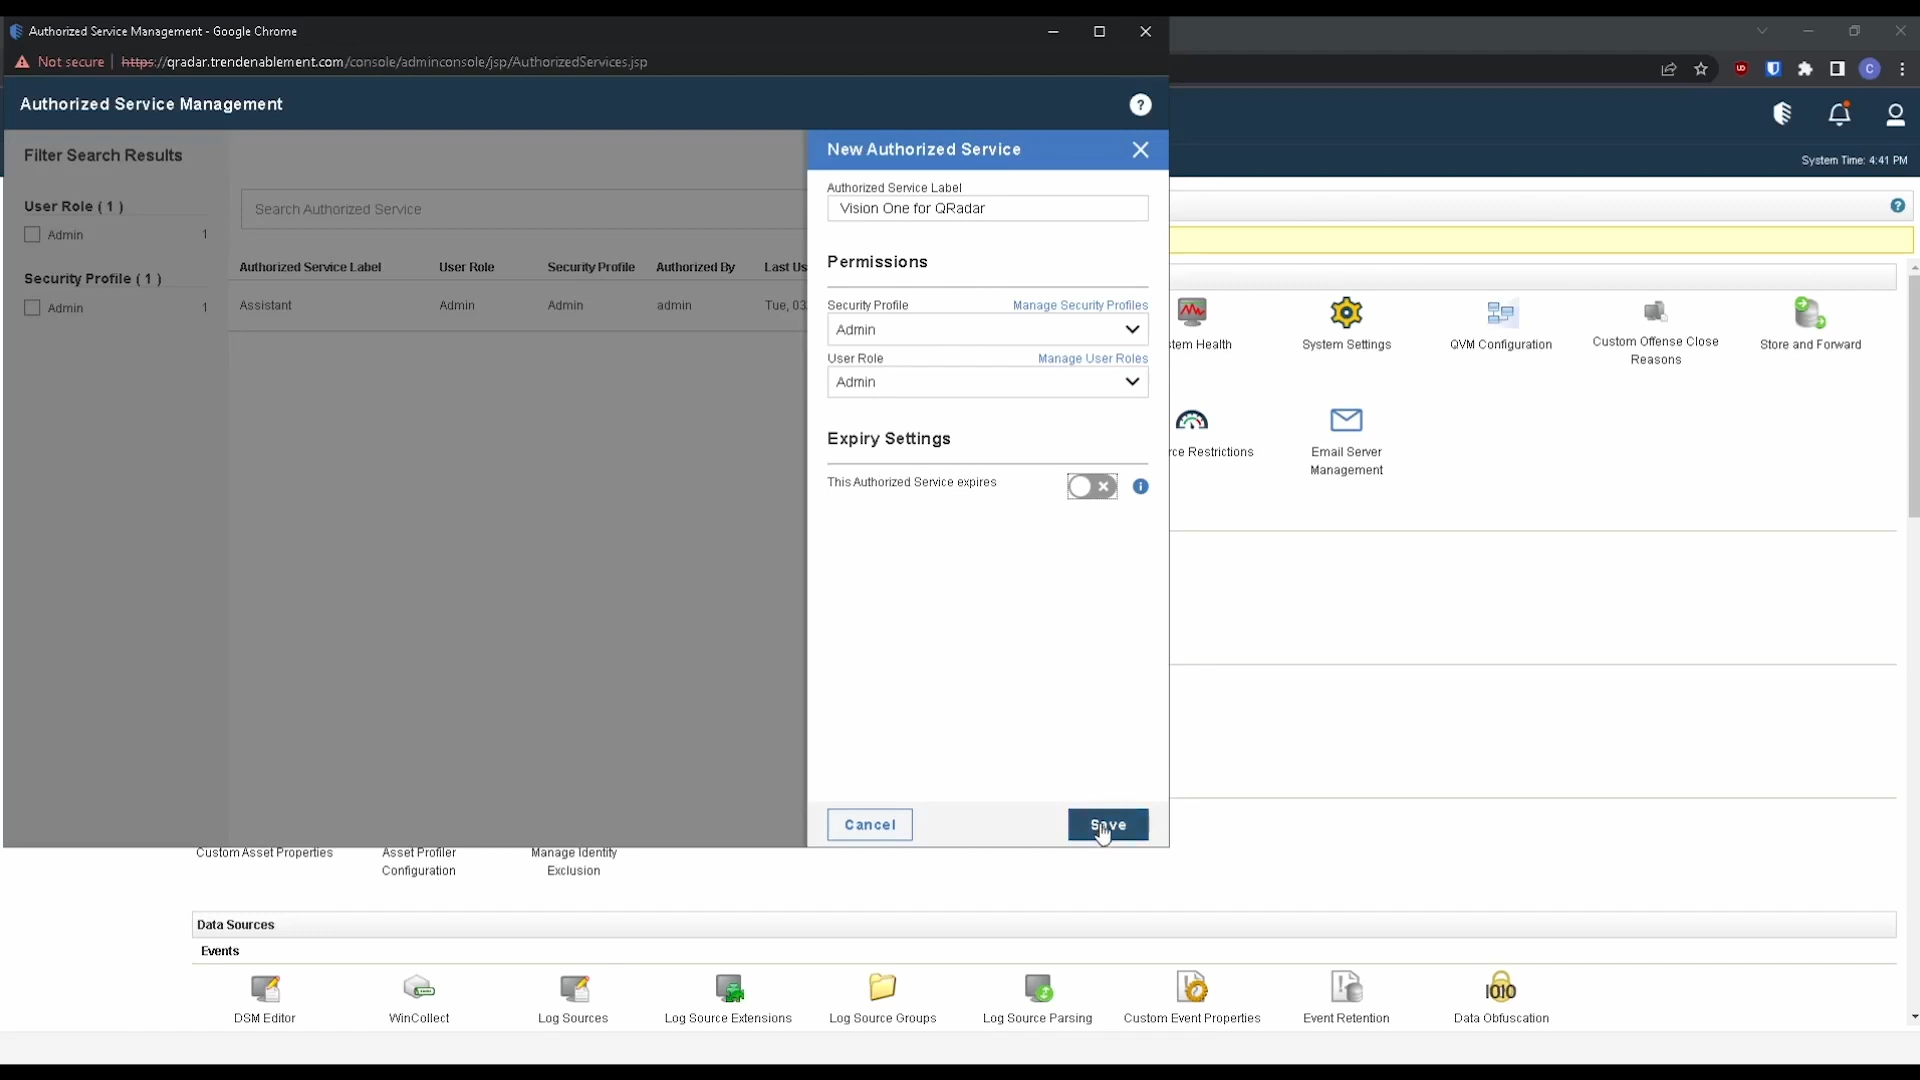 Authorized Service Management - Google Chrome
Not secure | https://qradar.trendenablement.com/console/adminconsole/jsp/AuthorizedServices.jsp
UD
C
Authorized Service Management
?
System Time: 4:41 PM
Filter Search Results
User Role ( 1 )
Admin 1
Security Profile ( 1 )
Admin 1
Search Authorized Service
Authorized Service Label User Role Security Profile Authorized By Last Us
Assistant Admin Admin admin Tue, 03
New Authorized Service
Authorized Service Label
Vision One for QRadar
Permissions
Security Profile Manage Security Profiles
Admin
User Role Manage User Roles
Admin
Expiry Settings
This Authorized Service expires
i
Cancel Save
?
tem Health
System Settings
QVM Configuration
Custom Offense Close
Reasons
Store and Forward
rce Restrictions
Email Server
Management
Custom Asset Properties
Asset Profiler
Configuration
Manage Identity
Exclusion
Data Sources
Events
DSM Editor
WinCollect
Log Sources
Log Source Extensions
Log Source Groups
Log Source Parsing
Custom Event Properties
Event Retention
IOIO
Data Obfuscation